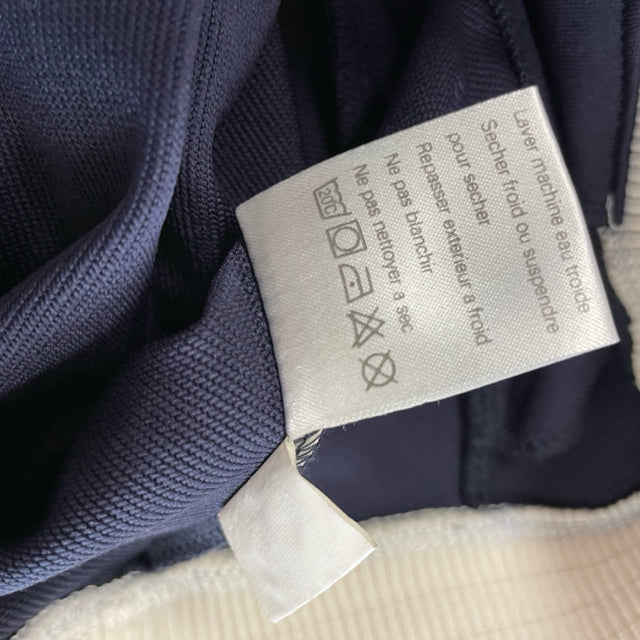 Laver machine eau froide
Secher froid ou suspendre
pour secher
Repasser exterieur a froid
Ne pas blanchir
Ne pas nettoyer a sec